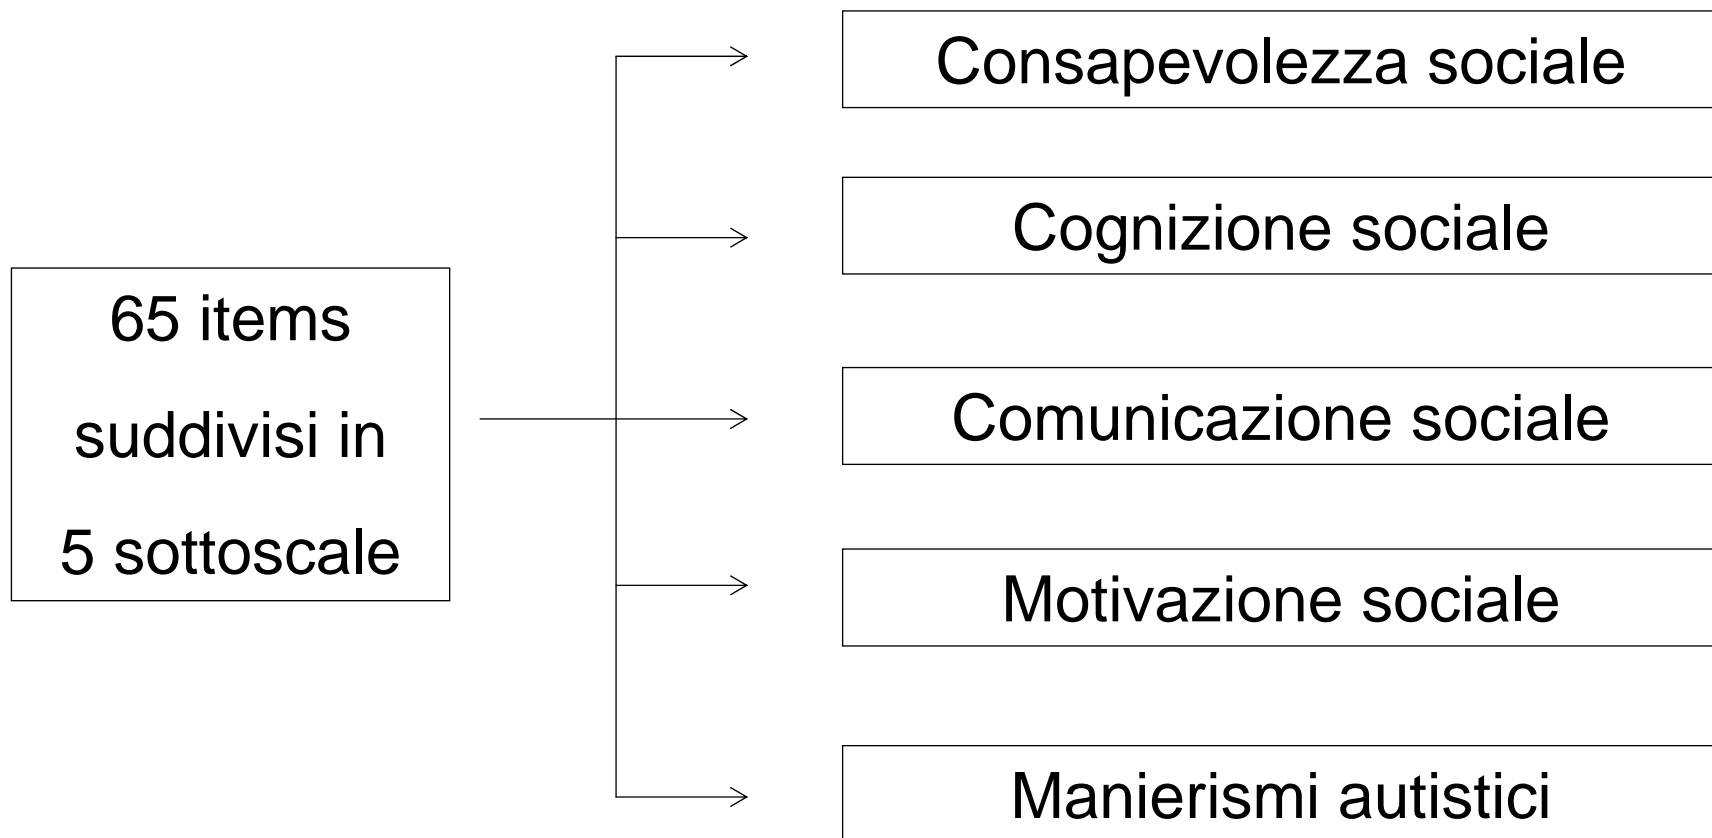 65 items
suddivisi in
5 sottoscale
Consapevolezza sociale
Cognizione sociale
Comunicazione sociale
Motivazione sociale
Manierismi autistici